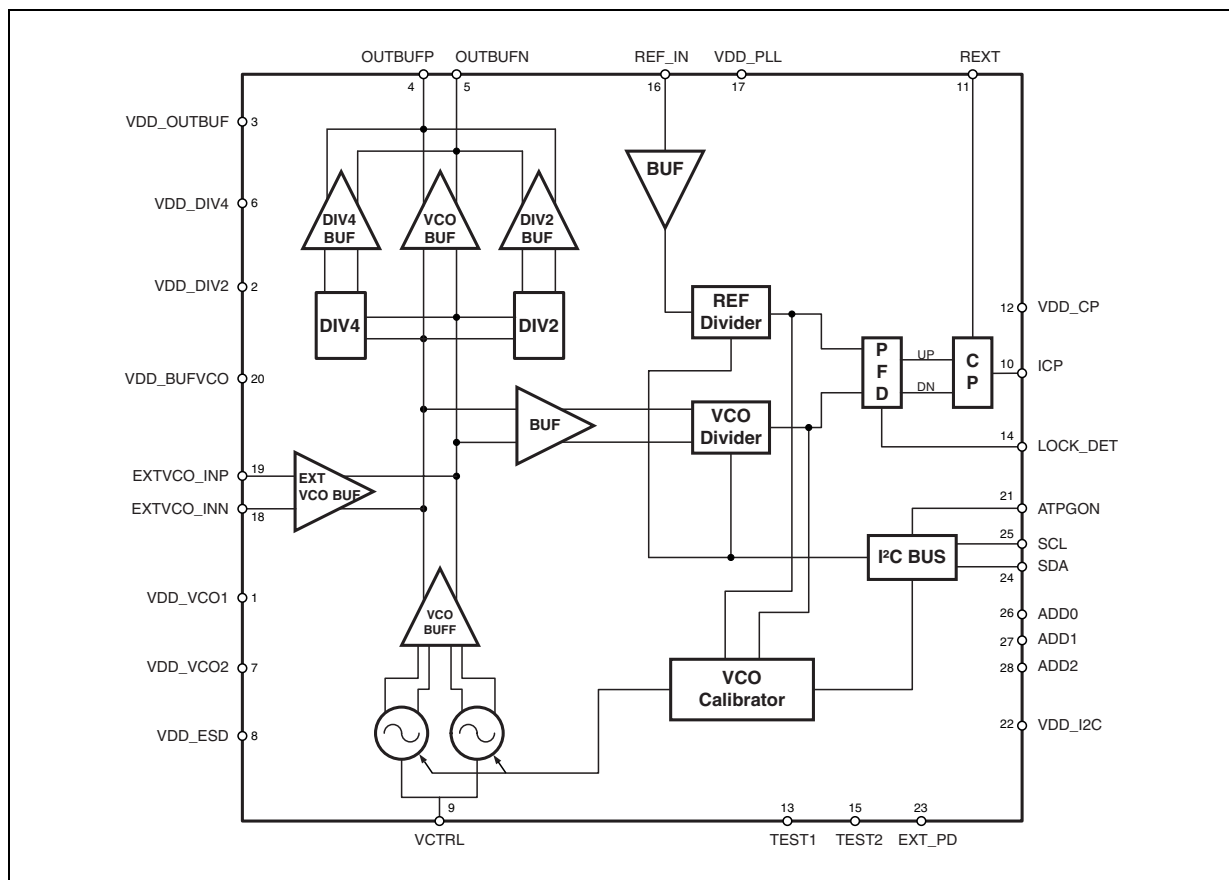 OUTBUFP OUTBUFN REF_IN VDD_PLL REXT
4 5 16 17 11
VDD_OUTBUF 3
VDD_DIV4 6
VDD_DIV2 2
VDD_BUFVCO 20
EXTVCO_INP 19
EXTVCO_INN 18
VDD_VCO1 1
VDD_VCO2 7
VDD_ESD 8
DIV4
BUF
VCO
BUF
DIV2
BUF
DIV4
DIV2
BUF
REF
Divider
VCO
Divider
BUF
EXT
VCO BUF
VCO
BUFF
P
F
D
UP
DN
C
P
I²C BUS
VCO
Calibrator
12 VDD_CP
10 ICP
14 LOCK_DET
21 ATPGON
25 SCL
24 SDA
26 ADD0
27 ADD1
28 ADD2
22 VDD_I2C
9 13 15 23
VCTRL TEST1 TEST2 EXT_PD